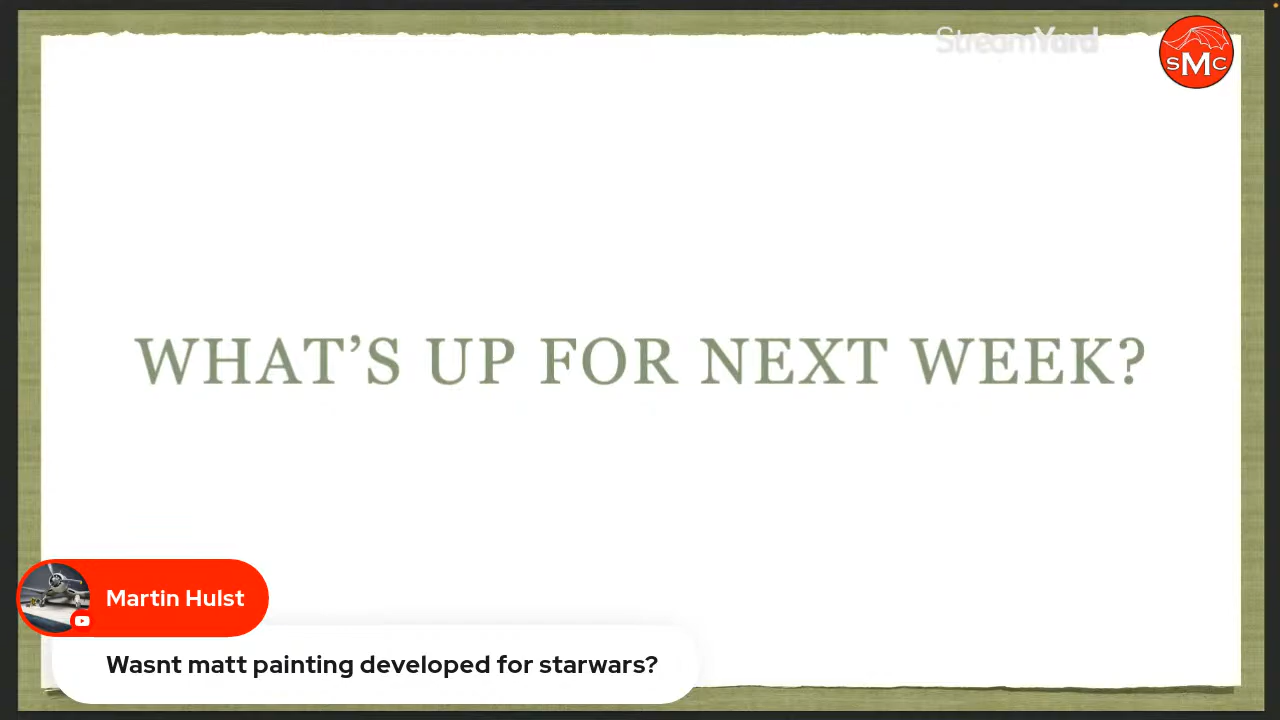 StreamYard
SMC
WHAT’S UP FOR NEXT WEEK?
Martin Hulst
Wasnt matt painting developed for starwars?